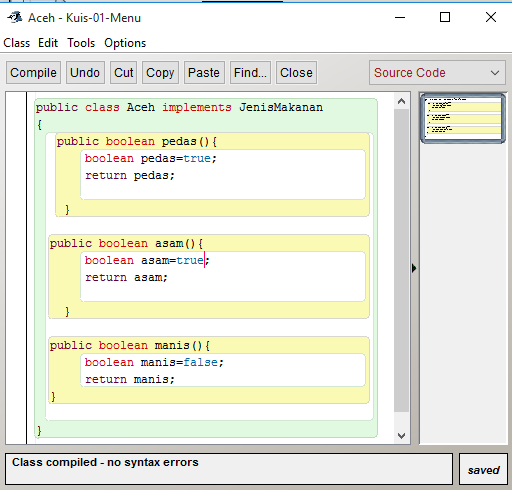 Aceh - Kuis-01-Menu
Class Edit Tools Options
Compile Undo Cut Copy Paste Find... Close Source Code
public class Aceh implements JenisMakanan
{
public boolean pedas(){
boolean pedas=true;
return pedas;
}
public boolean asam(){
boolean asam=true;
return asam;
}
public boolean manis(){
boolean manis=false;
return manis;
}
}
Class compiled - no syntax errors
saved